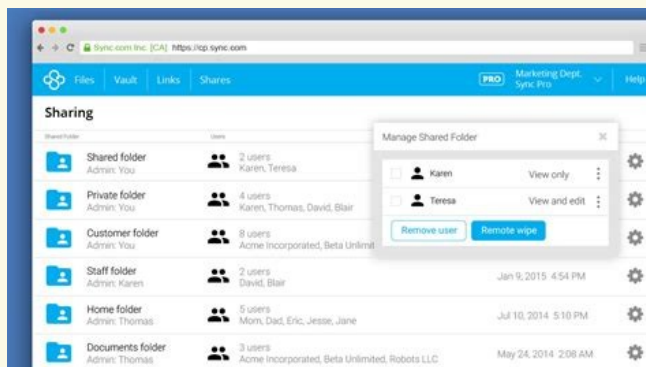 Sync.com Inc. [CA] https://cp.sync.com
Files Vault Links Shares PRO Marketing Dept. Sync Pro Help
Sharing
Shared Folder Users
Manage Shared Folder
Karen View only
Teresa View and edit
Remove user Remote wipe
Shared folder
Admin: You
2 users
Karen, Teresa
Private folder
Admin: You
4 users
Karen, Thomas, David, Blair
Customer folder
Admin: You
8 users
Acme Incorporated, Beta Unlimit
Staff folder
Admin: Karen
2 users
David, Blair
Jan 9, 2015 4:54 PM
Home folder
Admin: Thomas
5 users
Mom, Dad, Eric, Jesse, Jane
Jul 10, 2014 5:10 PM
Documents folder
Admin: Thomas
3 users
Acme Incorporated, Beta Unlimited, Robots LLC
May 24, 2014 2:08 AM